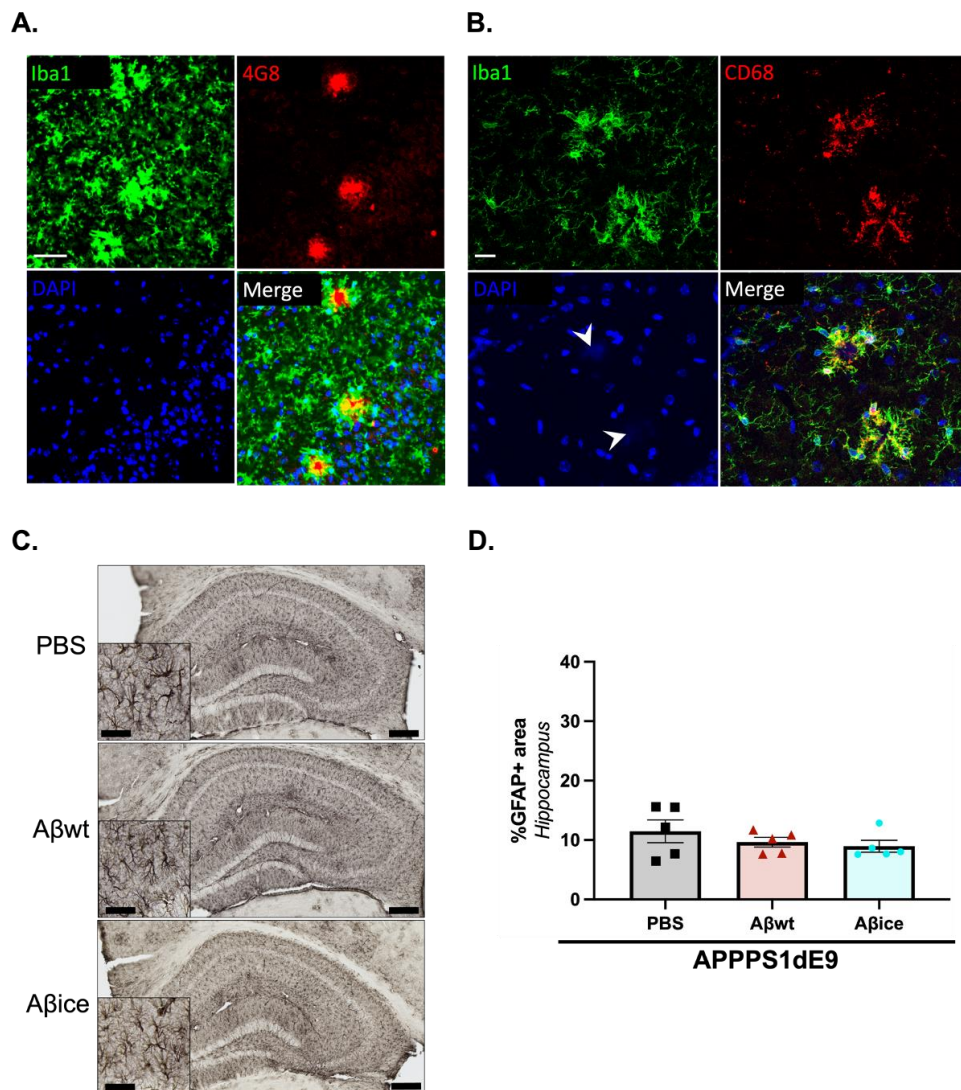 A.
B.
Iba1
4G8
DAPI
Merge
Iba1
CD68
DAPI
Merge
C.
D.
PBS
Aβwt
Aβice
%GFAP+ area
Hippocampus
40
30
20
10
0
PBS
Aβwt
Aβice
APPPS1dE9